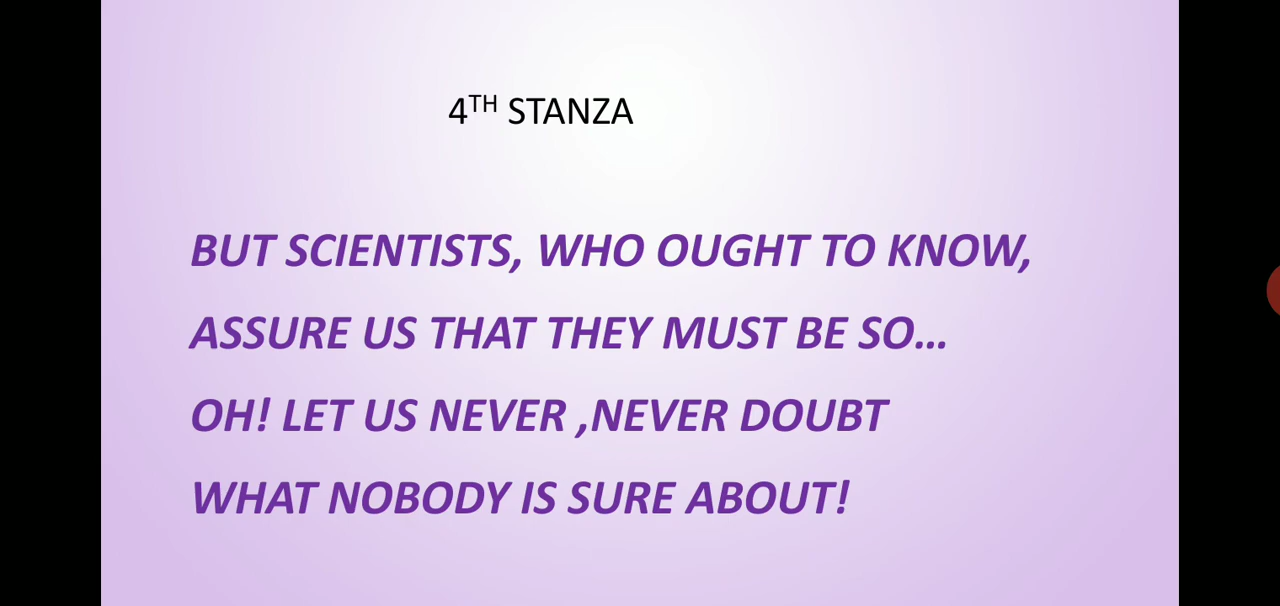 4TH STANZA
BUT SCIENTISTS, WHO OUGHT TO KNOW,
ASSURE US THAT THEY MUST BE SO...
OH! LET US NEVER ,NEVER DOUBT
WHAT NOBODY IS SURE ABOUT!